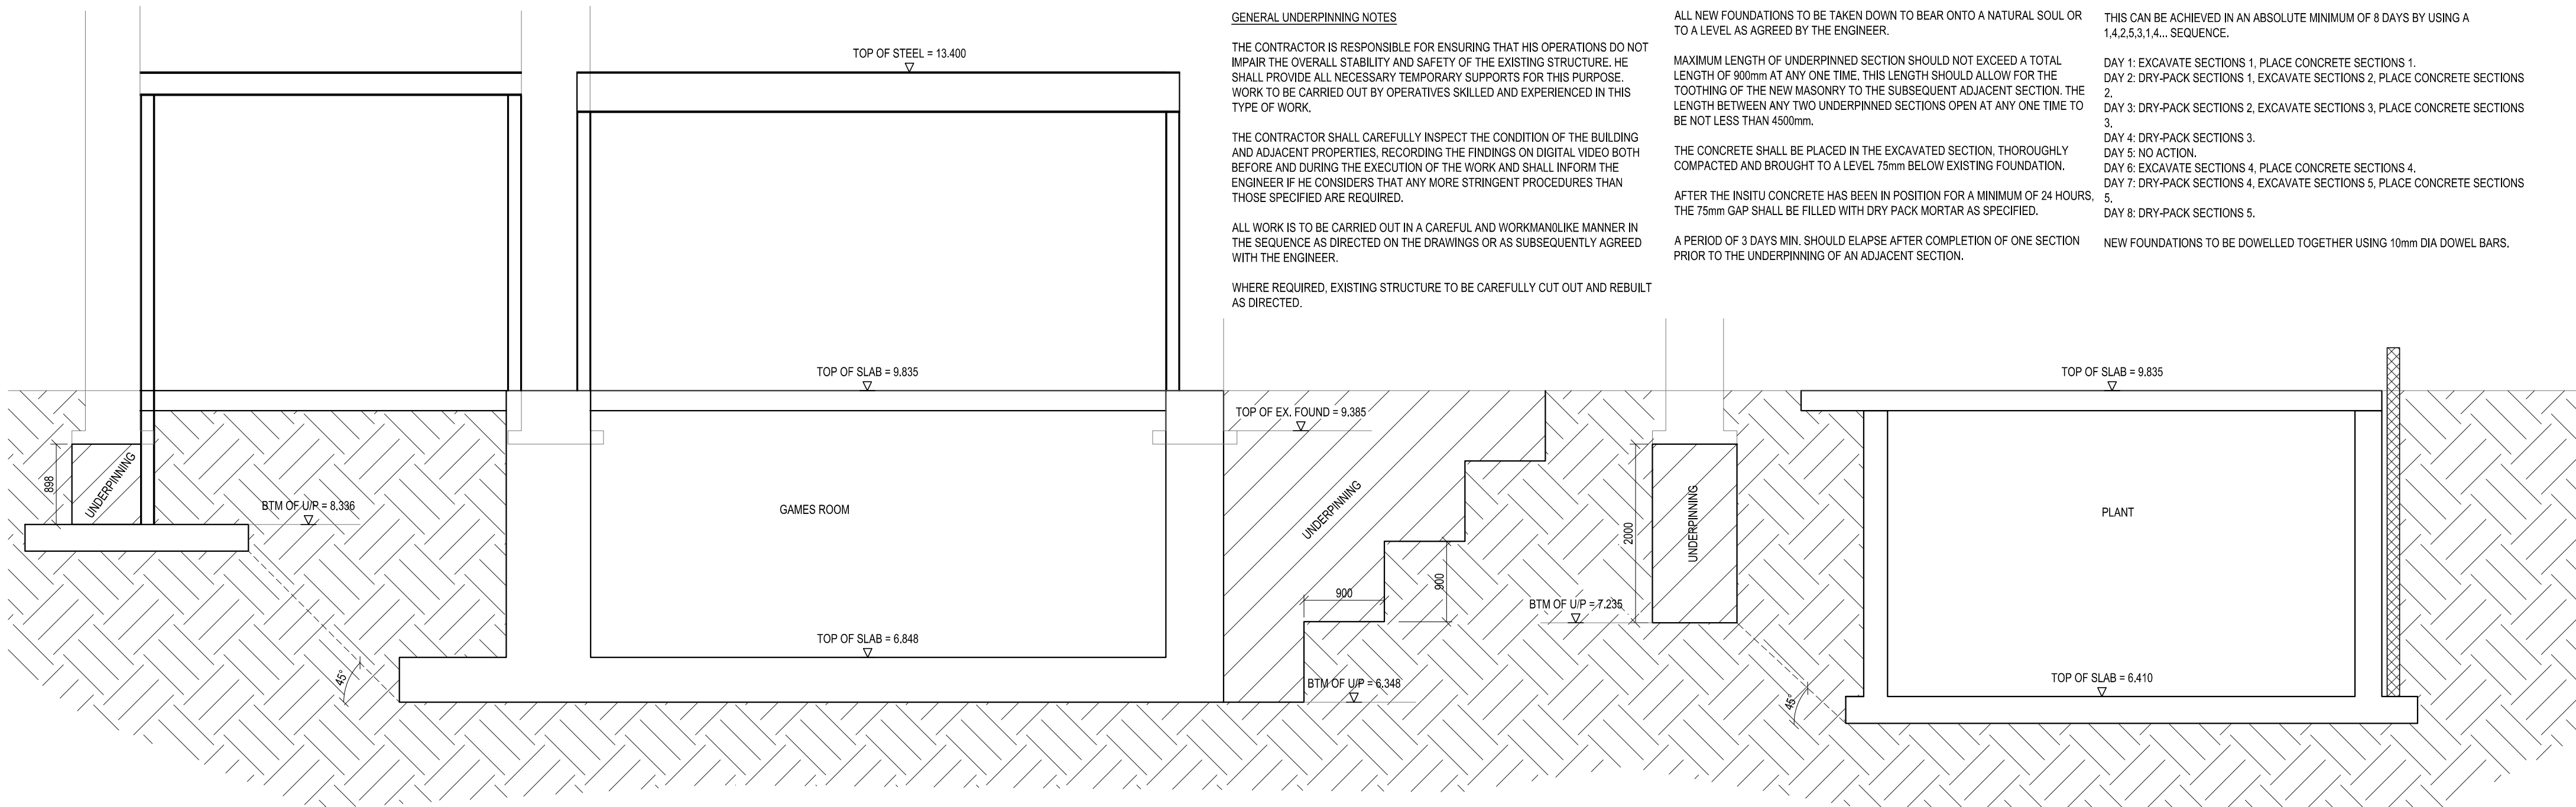 GENERAL UNDERPINNING NOTES
THE CONTRACTOR IS RESPONSIBLE FOR ENSURING THAT HIS OPERATIONS DO NOT
IMPAIR THE OVERALL STABILITY AND SAFETY OF THE EXISTING STRUCTURE. HE
SHALL PROVIDE ALL NECESSARY TEMPORARY SUPPORTS FOR THIS PURPOSE.
WORK TO BE CARRIED OUT BY OPERATIVES SKILLED AND EXPERIENCED IN THIS
TYPE OF WORK.
THE CONTRACTOR SHALL CAREFULLY INSPECT THE CONDITION OF THE BUILDING
AND ADJACENT PROPERTIES, RECORDING THE FINDINGS ON DIGITAL VIDEO BOTH
BEFORE AND DURING THE EXECUTION OF THE WORK AND SHALL INFORM THE
ENGINEER IF HE CONSIDERS THAT ANY MORE STRINGENT PROCEDURES THAN
THOSE SPECIFIED ARE REQUIRED.
ALL WORK IS TO BE CARRIED OUT IN A CAREFUL AND WORKMAN0LIKE MANNER IN
THE SEQUENCE AS DIRECTED ON THE DRAWINGS OR AS SUBSEQUENTLY AGREED
WITH THE ENGINEER.
WHERE REQUIRED, EXISTING STRUCTURE TO BE CAREFULLY CUT OUT AND REBUILT
AS DIRECTED.
ALL NEW FOUNDATIONS TO BE TAKEN DOWN TO BEAR ONTO A NATURAL SOUL OR
TO A LEVEL AS AGREED BY THE ENGINEER.
MAXIMUM LENGTH OF UNDERPINNED SECTION SHOULD NOT EXCEED A TOTAL
LENGTH OF 900mm AT ANY ONE TIME, THIS LENGTH SHOULD ALLOW FOR THE
TOOTHING OF THE NEW MASONRY TO THE SUBSEQUENT ADJACENT SECTION. THE
LENGTH BETWEEN ANY TWO UNDERPINNED SECTIONS OPEN AT ANY ONE TIME TO
BE NOT LESS THAN 4500mm.
THE CONCRETE SHALL BE PLACED IN THE EXCAVATED SECTION, THOROUGHLY
COMPACTED AND BROUGHT TO A LEVEL 75mm BELOW EXISTING FOUNDATION.
AFTER THE INSITU CONCRETE HAS BEEN IN POSITION FOR A MINIMUM OF 24 HOURS,
THE 75mm GAP SHALL BE FILLED WITH DRY PACK MORTAR AS SPECIFIED.
A PERIOD OF 3 DAYS MIN. SHOULD ELAPSE AFTER COMPLETION OF ONE SECTION
PRIOR TO THE UNDERPINNING OF AN ADJACENT SECTION.
THIS CAN BE ACHIEVED IN AN ABSOLUTE MINIMUM OF 8 DAYS BY USING A
1,4,2,5,3,1,4... SEQUENCE.
DAY 1: EXCAVATE SECTIONS 1, PLACE CONCRETE SECTIONS 1.
DAY 2: DRY-PACK SECTIONS 1, EXCAVATE SECTIONS 2, PLACE CONCRETE SECTIONS
2.
DAY 3: DRY-PACK SECTIONS 2, EXCAVATE SECTIONS 3, PLACE CONCRETE SECTIONS
3.
DAY 4: DRY-PACK SECTIONS 3.
DAY 5: NO ACTION.
DAY 6: EXCAVATE SECTIONS 4, PLACE CONCRETE SECTIONS 4.
DAY 7: DRY-PACK SECTIONS 4, EXCAVATE SECTIONS 5, PLACE CONCRETE SECTIONS
5.
DAY 8: DRY-PACK SECTIONS 5.
NEW FOUNDATIONS TO BE DOWELLED TOGETHER USING 10mm DIA DOWEL BARS.
TOP OF STEEL = 13.400
TOP OF SLAB = 9.835
TOP OF SLAB = 9.835
TOP OF EX. FOUND = 9.385
898
UNDERPINNING
BTM OF U/P = 8.336
GAMES ROOM
UNDERPINNING
2000
UNDERPINNING
PLANT
900
900
BTM OF U/P = 7.235
TOP OF SLAB = 6.848
45°
BTM OF U/P = 6.348
TOP OF SLAB = 6.410
45°